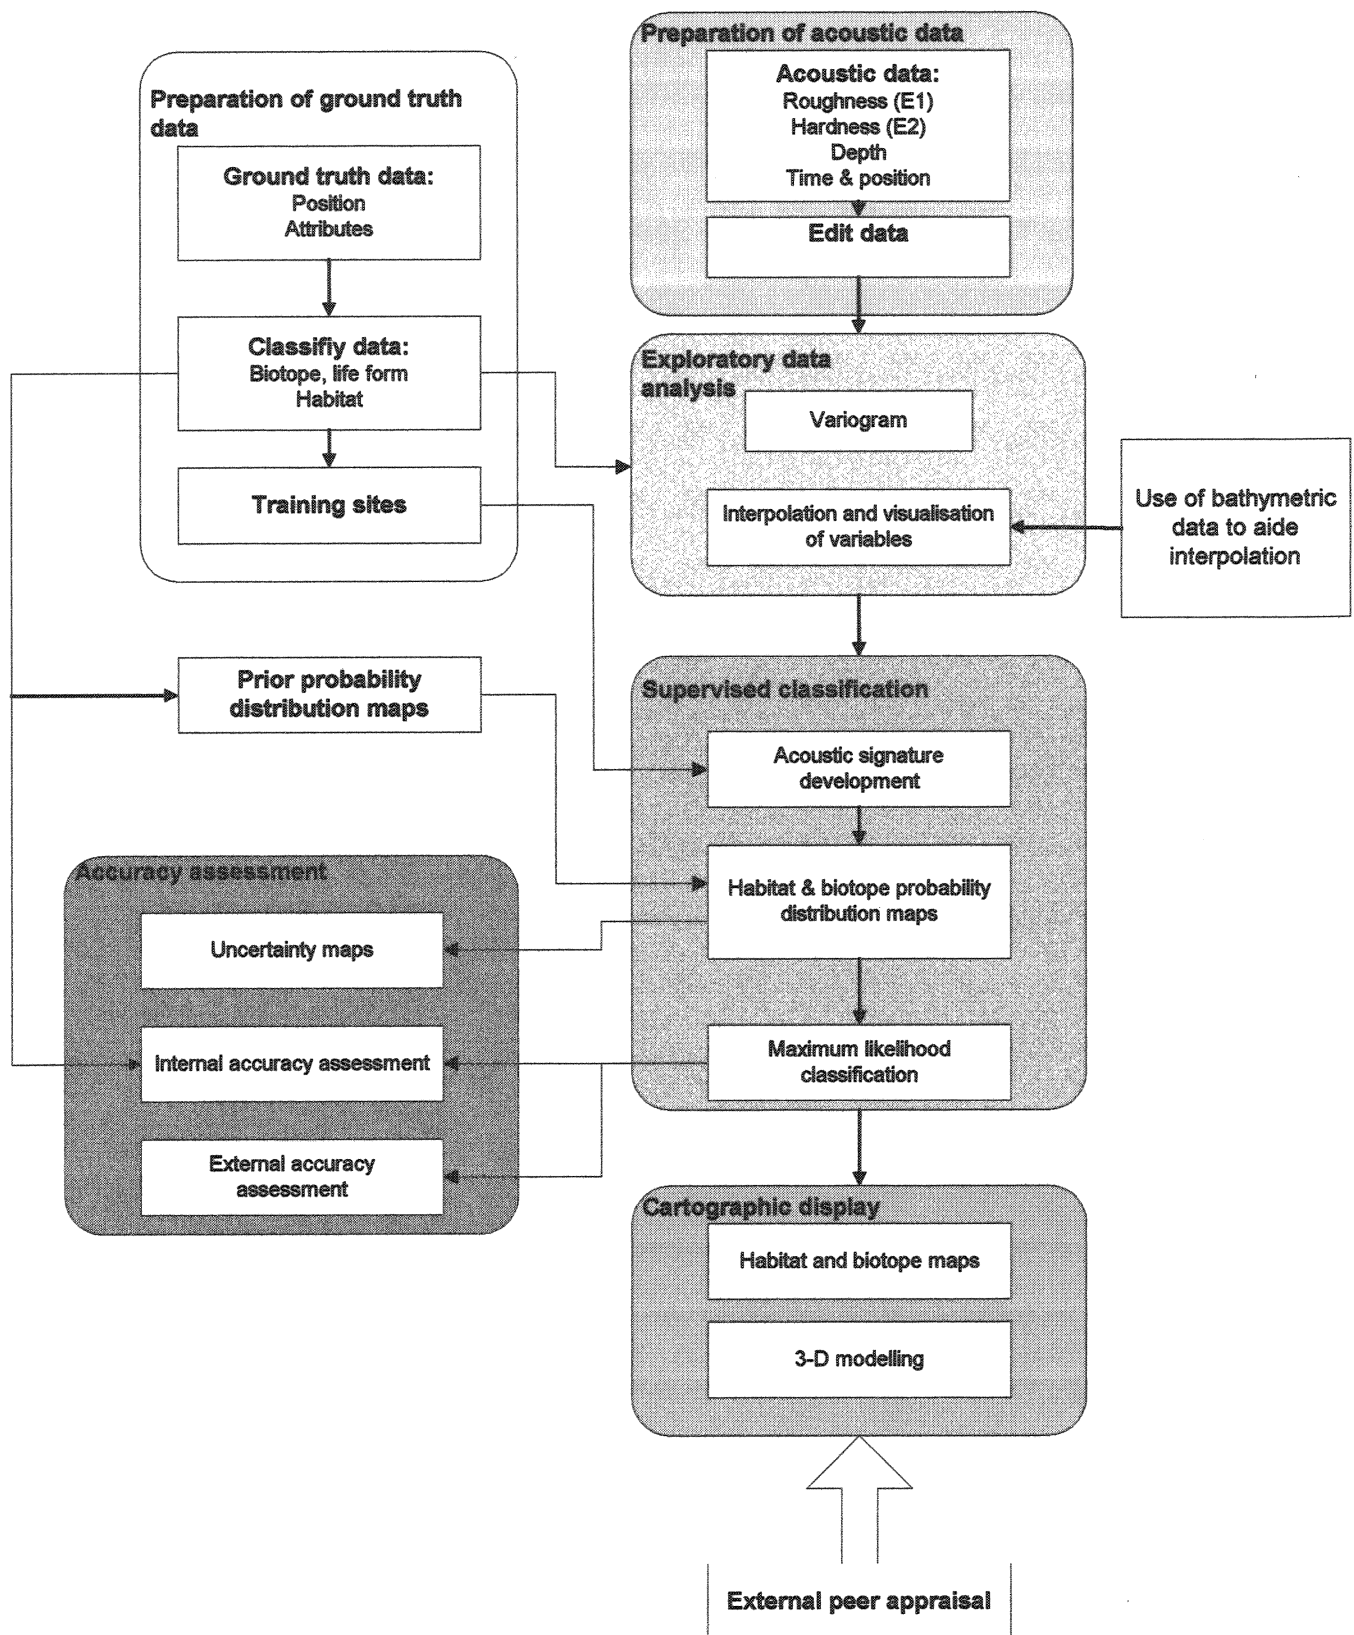 Preparation of ground truth
data
Ground truth data:
Position
Attributes
Classifiy data:
Biotope, life form
Habitat
Training sites
Prior probability
distribution maps
Accuracy assessment
Uncertainty maps
Internal accuracy assessment
External accuracy
assessment
Preparation of acoustic data
Acoustic data:
Roughness (E1)
Hardness (E2)
Depth
Time & position
Edit data
Exploratory data
analysis
Variogram
Interpolation and visualisation
of variables
Use of bathymetric
data to aide
interpolation
Supervised classification
Acoustic signature
development
Habitat & biotope probability
distribution maps
Maximum likelihood
classification
Cartographic display
Habitat and biotope maps
3-D modelling
External peer appraisal